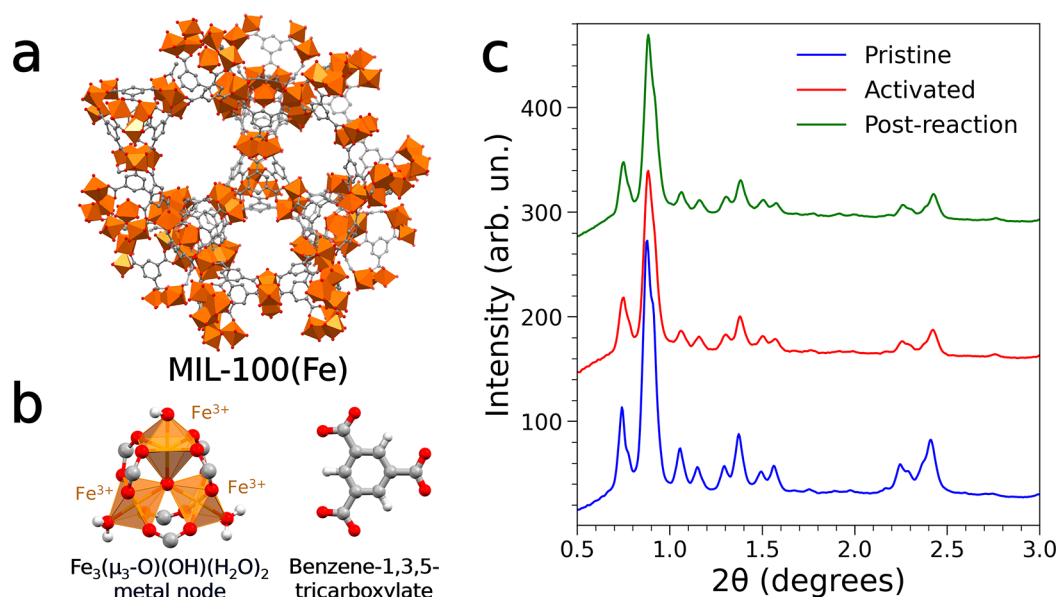 a
MIL-100(Fe)
b
Fe³⁺
Fe³⁺
Fe³⁺
Fe₃(μ₃-O)(OH)(H₂O)₂
metal node
Benzene-1,3,5-
tricarboxylate
c
Pristine
Activated
Post-reaction
Intensity (arb. un.)
400
300
200
100
0.5 1.0 1.5 2.0 2.5 3.0
2θ (degrees)